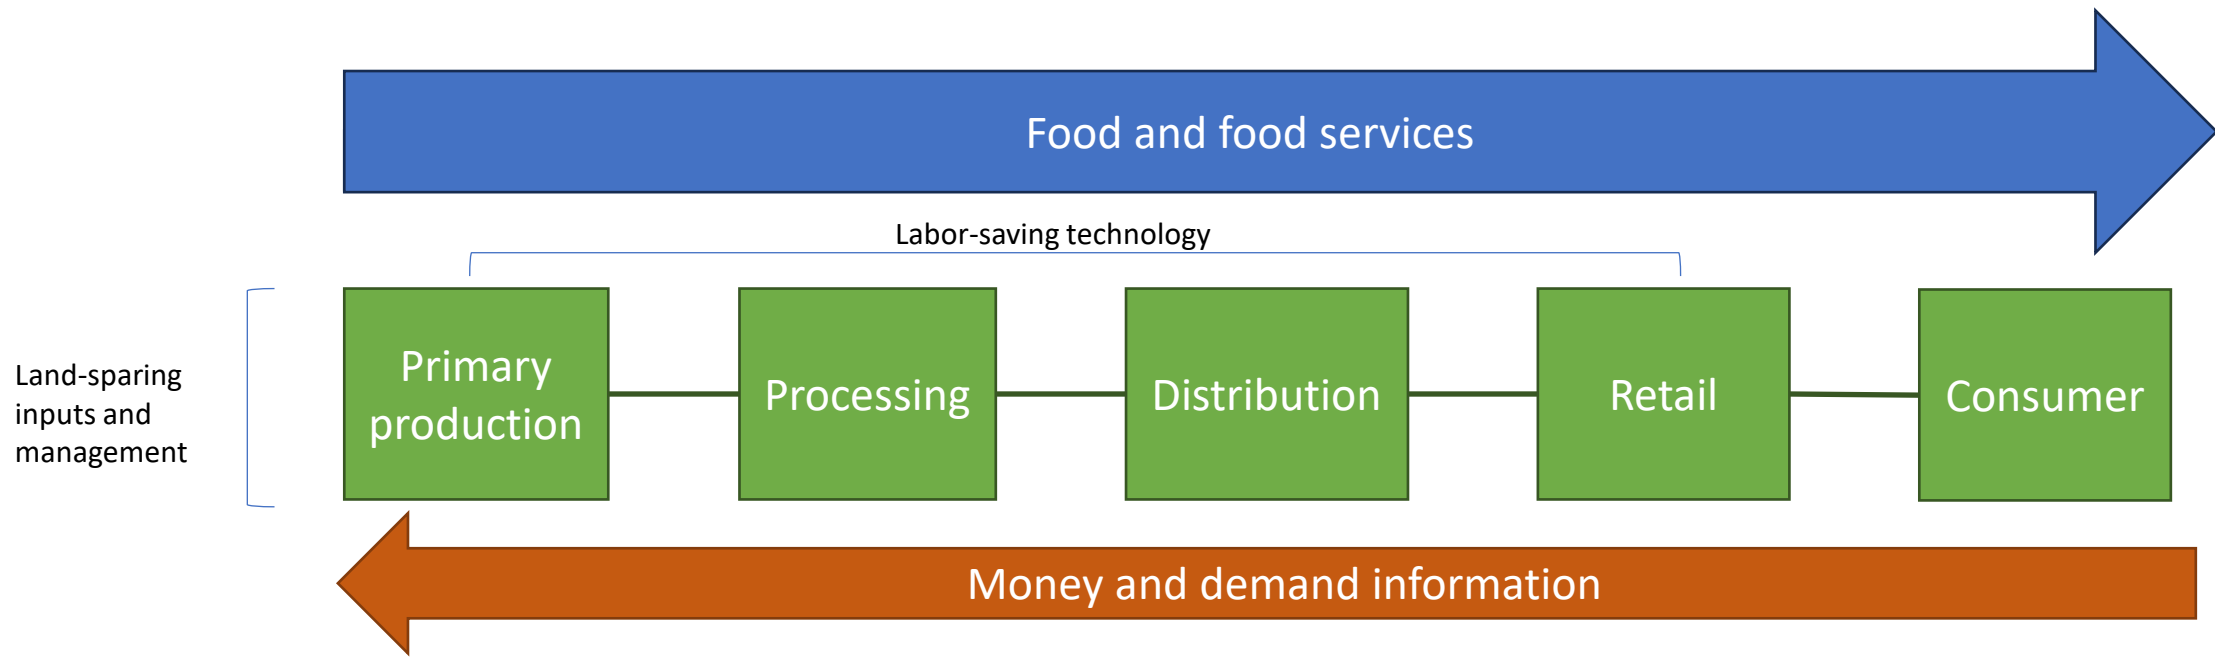 Food and food services
Labor-saving technology
Land-sparing
inputs and
management
Primary
production
Processing
Distribution
Retail
Consumer
Money and demand information